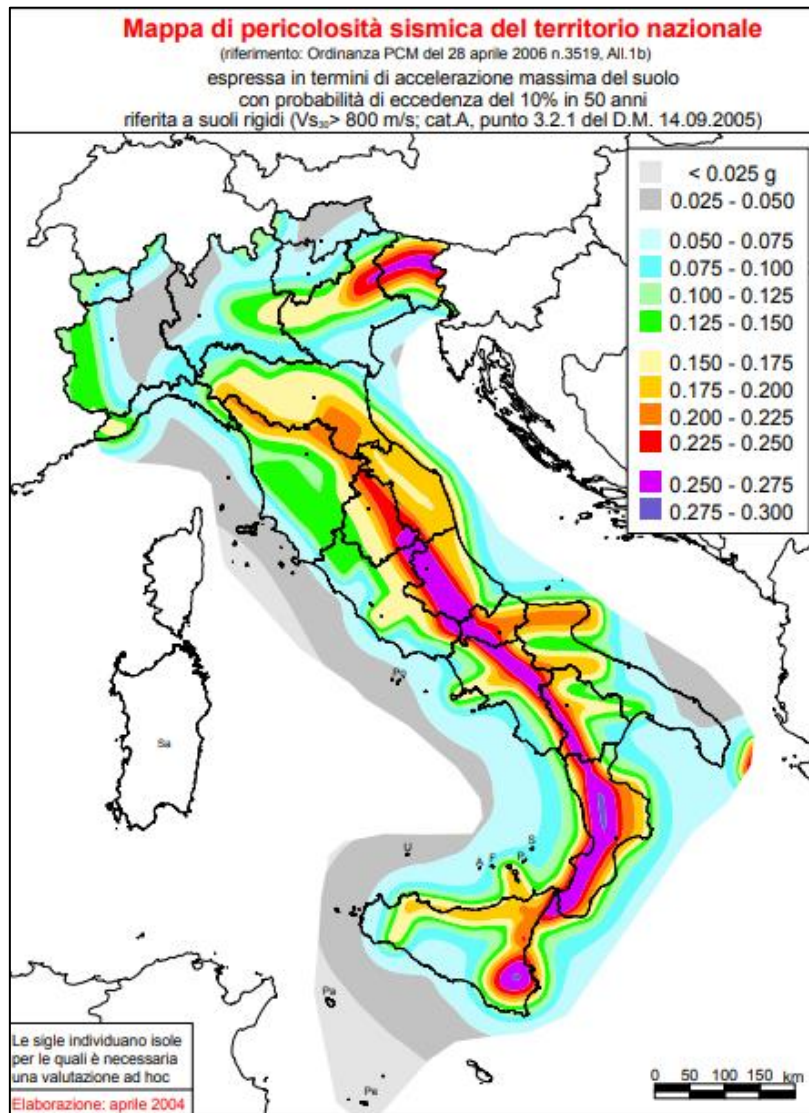 Mappa di pericolosità sismica del territorio nazionale
(riferimento: Ordinanza PCM del 28 aprile 2006 n.3519, All.1b)
espressa in termini di accelerazione massima del suolo
con probabilità di eccedenza del 10% in 50 anni
riferita a suoli rigidi (Vs₃₀> 800 m/s; cat.A, punto 3.2.1 del D.M. 14.09.2005)
< 0.025 g
0.025 - 0.050
0.050 - 0.075
0.075 - 0.100
0.100 - 0.125
0.125 - 0.150
0.150 - 0.175
0.175 - 0.200
0.200 - 0.225
0.225 - 0.250
0.250 - 0.275
0.275 - 0.300
Sa
U
A
F
S
Pa
Pe
Le sigle individuano isole
per le quali è necessaria
una valutazione ad hoc
Elaborazione: aprile 2004
0 50 100 150 km